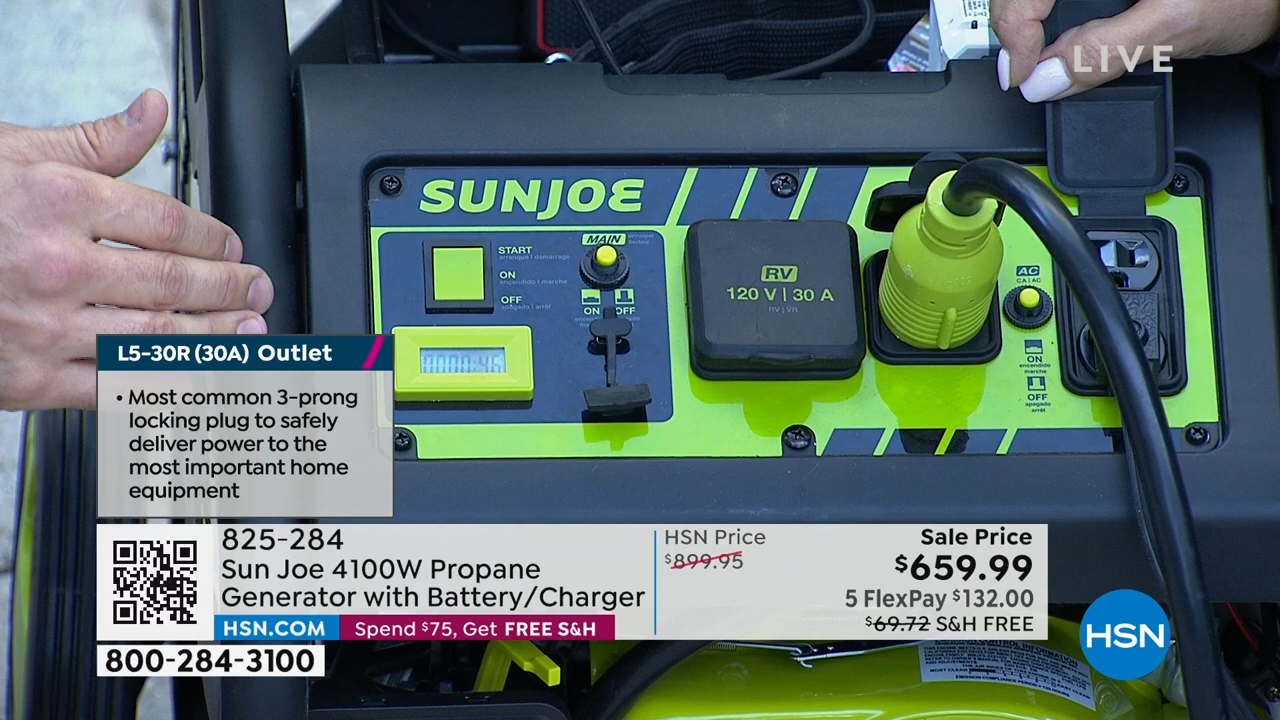 LIVE
SUNJOE
START
arranque | démarrage
ON
encendido | marche
OFF
apagado | arrêt
MAIN
ON OFF
RV
120 V | 30 A
RV | VR
AC
CA | AC
ON
encendido
marche
OFF
apagado
arrêt
L5-30R (30A) Outlet
• Most common 3-prong
locking plug to safely
deliver power to the
most important home
equipment
825-284
Sun Joe 4100W Propane
Generator with Battery/Charger
HSN.COM
Spend $75, Get FREE S&H
800-284-3100
HSN Price
$899.95
Sale Price
$659.99
5 FlexPay $132.00
$69.72 S&H FREE
HSN